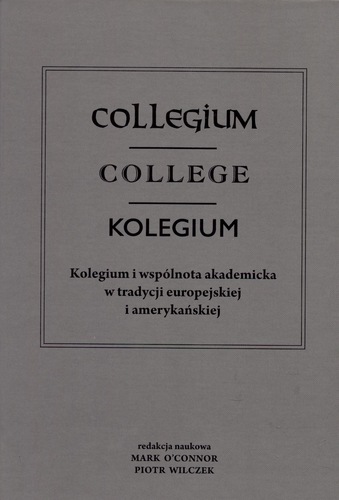 COLLEGIUM
COLLEGE
KOLEGIUM
Kolegium i wspólnota akademicka
w tradycji europejskiej
i amerykańskiej
redakcja naukowa
MARK O'CONNOR
PIOTR WILCZEK